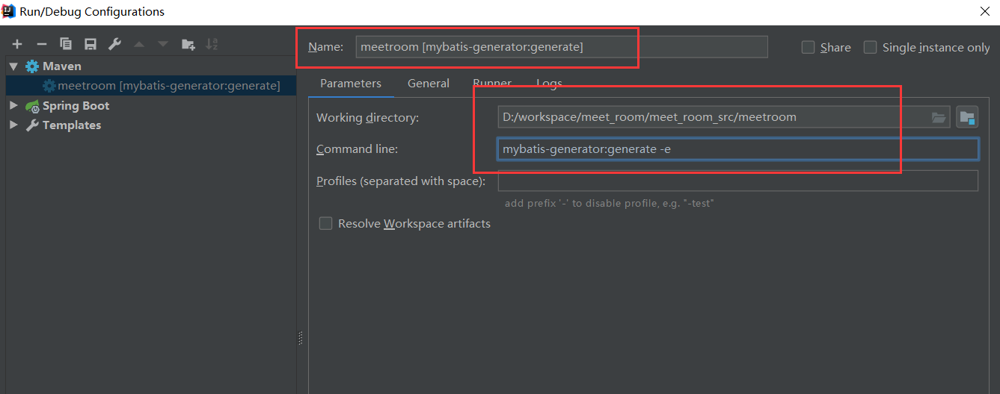 Run/Debug Configurations
Maven
meetroom [mybatis-generator:generate]
Spring Boot
Templates
Name: meetroom [mybatis-generator:generate] Share Single instance only
Parameters General Runner Logs
Working directory: D:/workspace/meet_room/meet_room_src/meetroom
Command line: mybatis-generator:generate -e
Profiles (separated with space):
add prefix '-' to disable profile, e.g. "-test"
Resolve Workspace artifacts